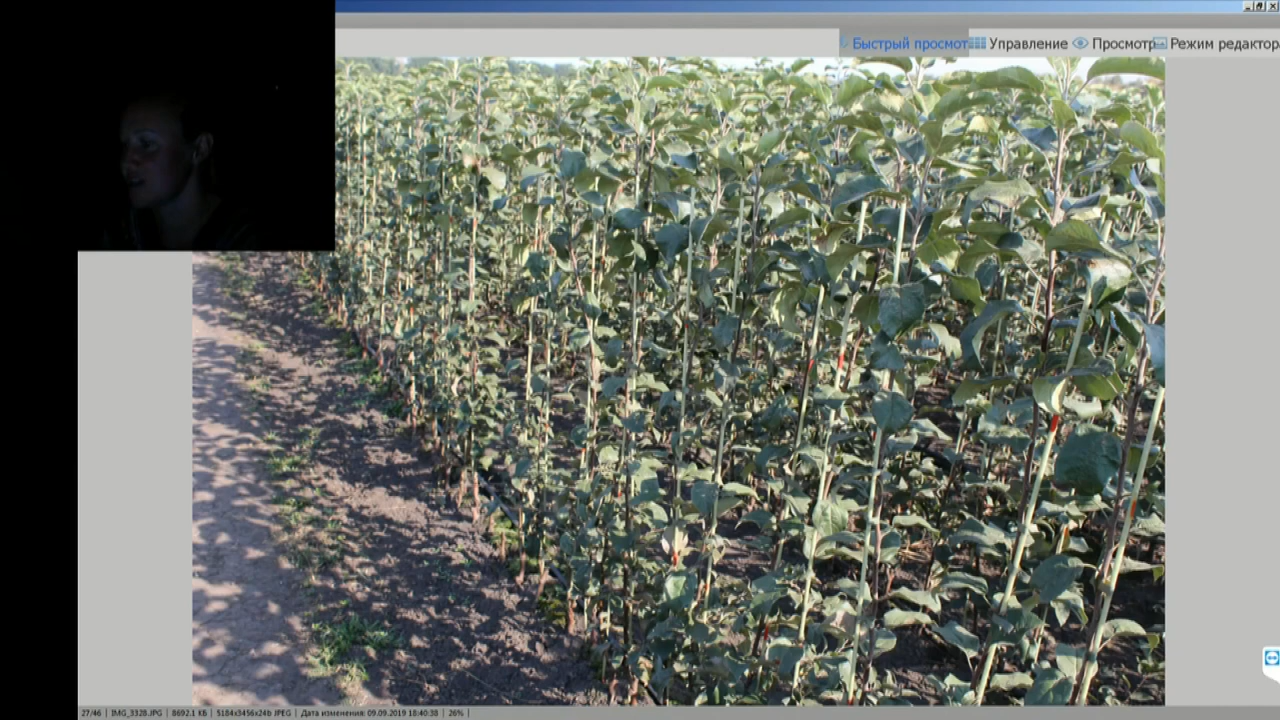 Быстрый просмот Управление Просмотр Режим редактор
27/46 | IMG_3328.JPG | 8692.1 КБ | 5184x3456x24b JPEG | Дата изменения: 09.09.2019 18:40:38 | 26% |